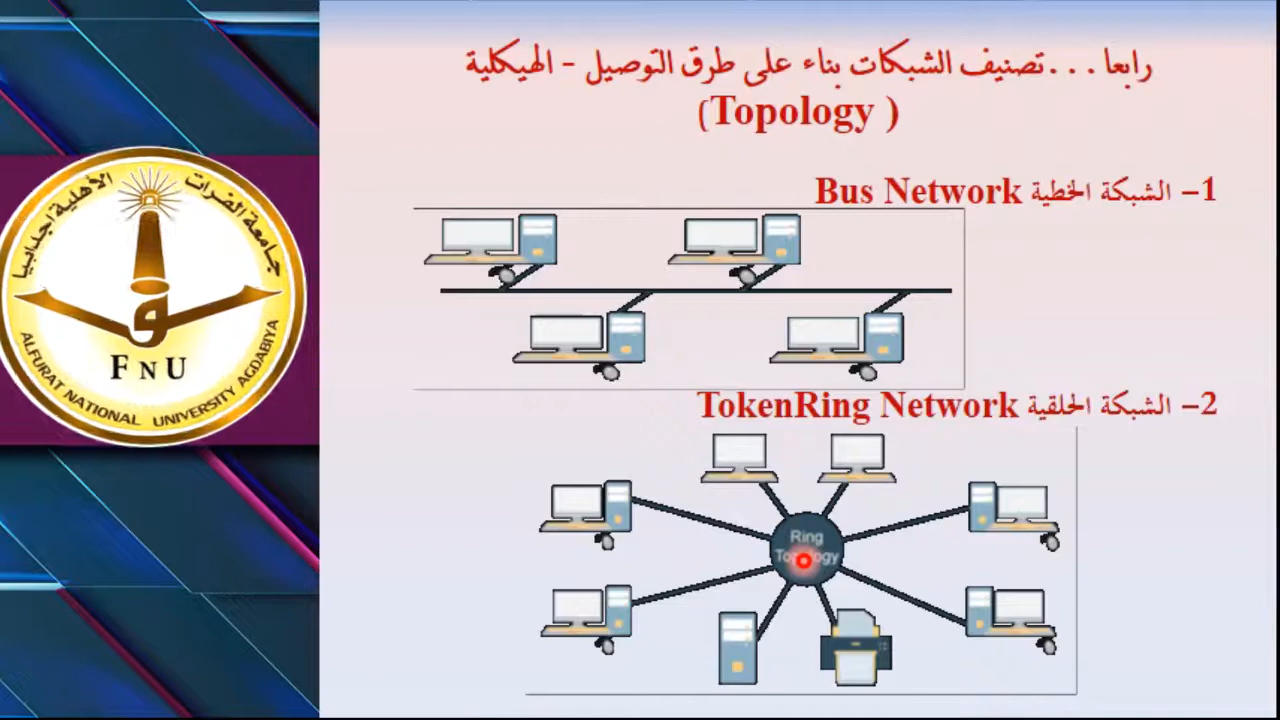 رابعا . . . تصنيف الشبكات بناء على طرق التوصيل - الهيكلية
(Topology )
1- الشبكة الخطية Bus Network
2- الشبكة الحلقية TokenRing Network
Ring
Topology
جامعة الفرات الأهلية اجدابيا
FNU
ALFURAT NATIONAL UNIVERSITY AGDABIYA